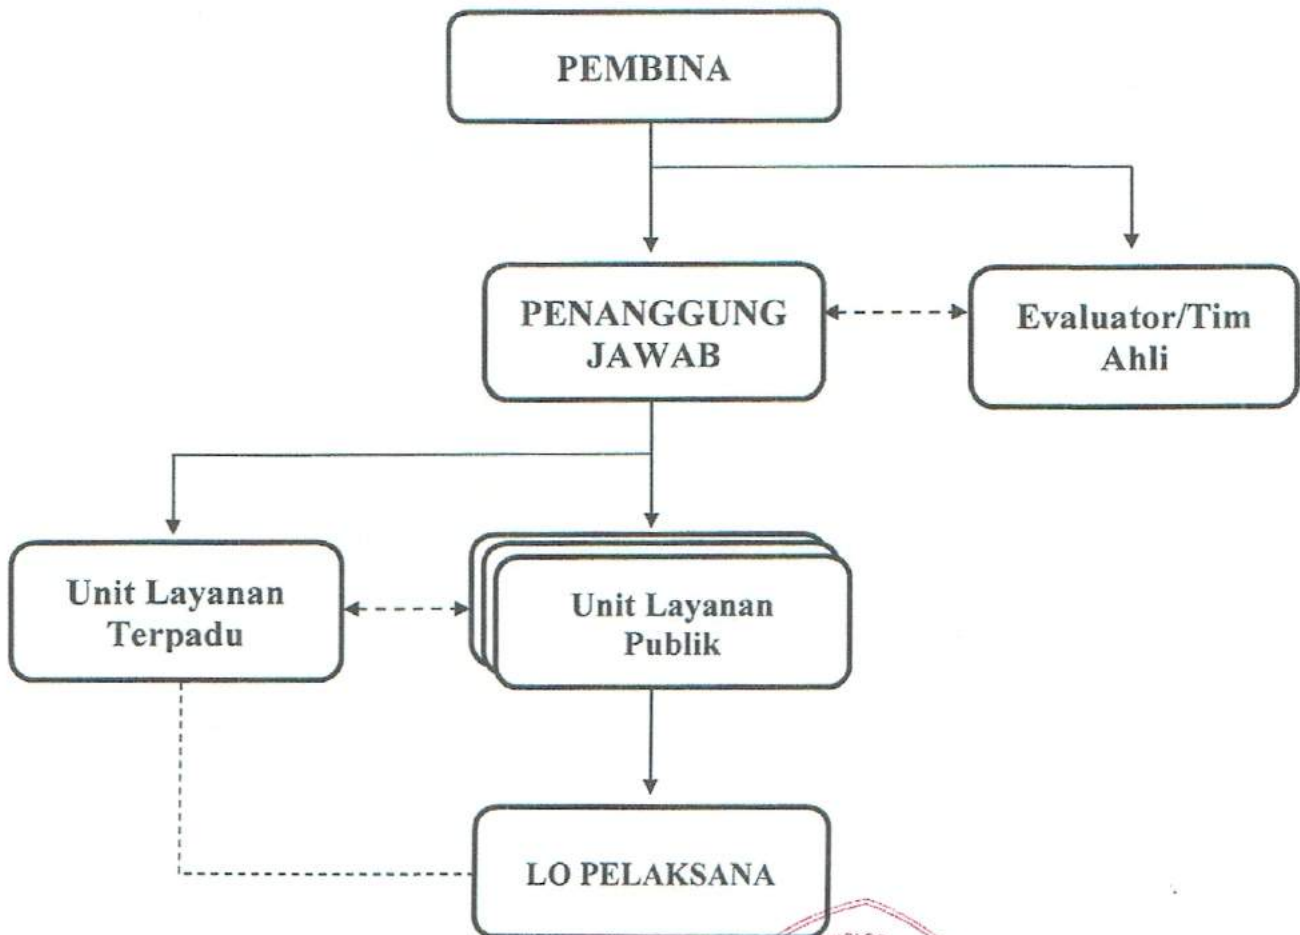 PEMBINA
PENANGGUNG
JAWAB
Evaluator/Tim
Ahli
Unit Layanan
Terpadu
Unit Layanan
Publik
LO PELAKSANA